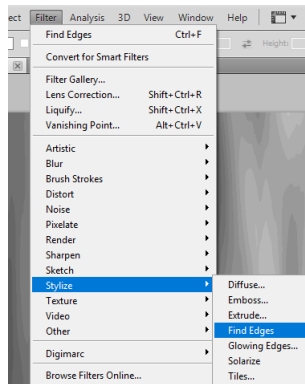 ect Filter Analysis 3D View Window Help
Height:
Find Edges Ctrl+F
Convert for Smart Filters
Filter Gallery...
Lens Correction... Shift+Ctrl+R
Liquify... Shift+Ctrl+X
Vanishing Point... Alt+Ctrl+V
Artistic
Blur
Brush Strokes
Distort
Noise
Pixelate
Render
Sharpen
Sketch
Stylize
Texture
Video
Other
Digimarc
Browse Filters Online...
Diffuse...
Emboss...
Extrude...
Find Edges
Glowing Edges...
Solarize
Tiles...